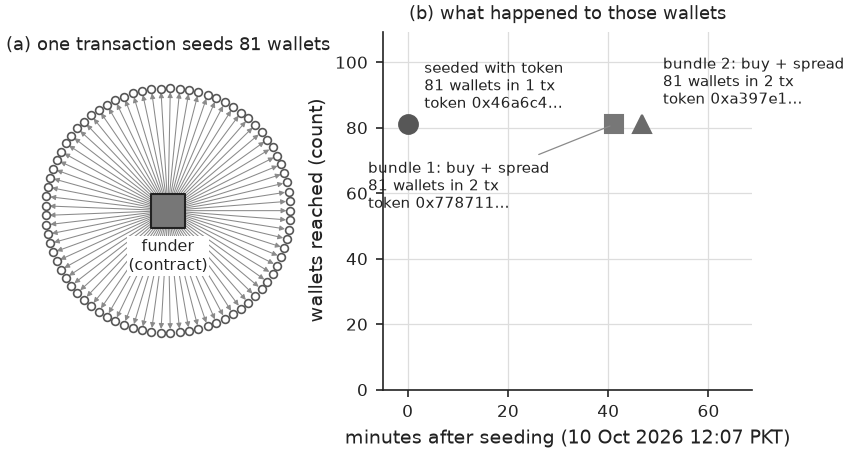 (a) one transaction seeds 81 wallets
funder
(contract)
(b) what happened to those wallets
wallets reached (count)
100
80
60
40
20
0
seeded with token
81 wallets in 1 tx
token 0x46a6c4...
bundle 2: buy + spread
81 wallets in 2 tx
token 0xa397e1...
bundle 1: buy + spread
81 wallets in 2 tx
token 0x778711...
0 20 40 60
minutes after seeding (10 Oct 2026 12:07 PKT)